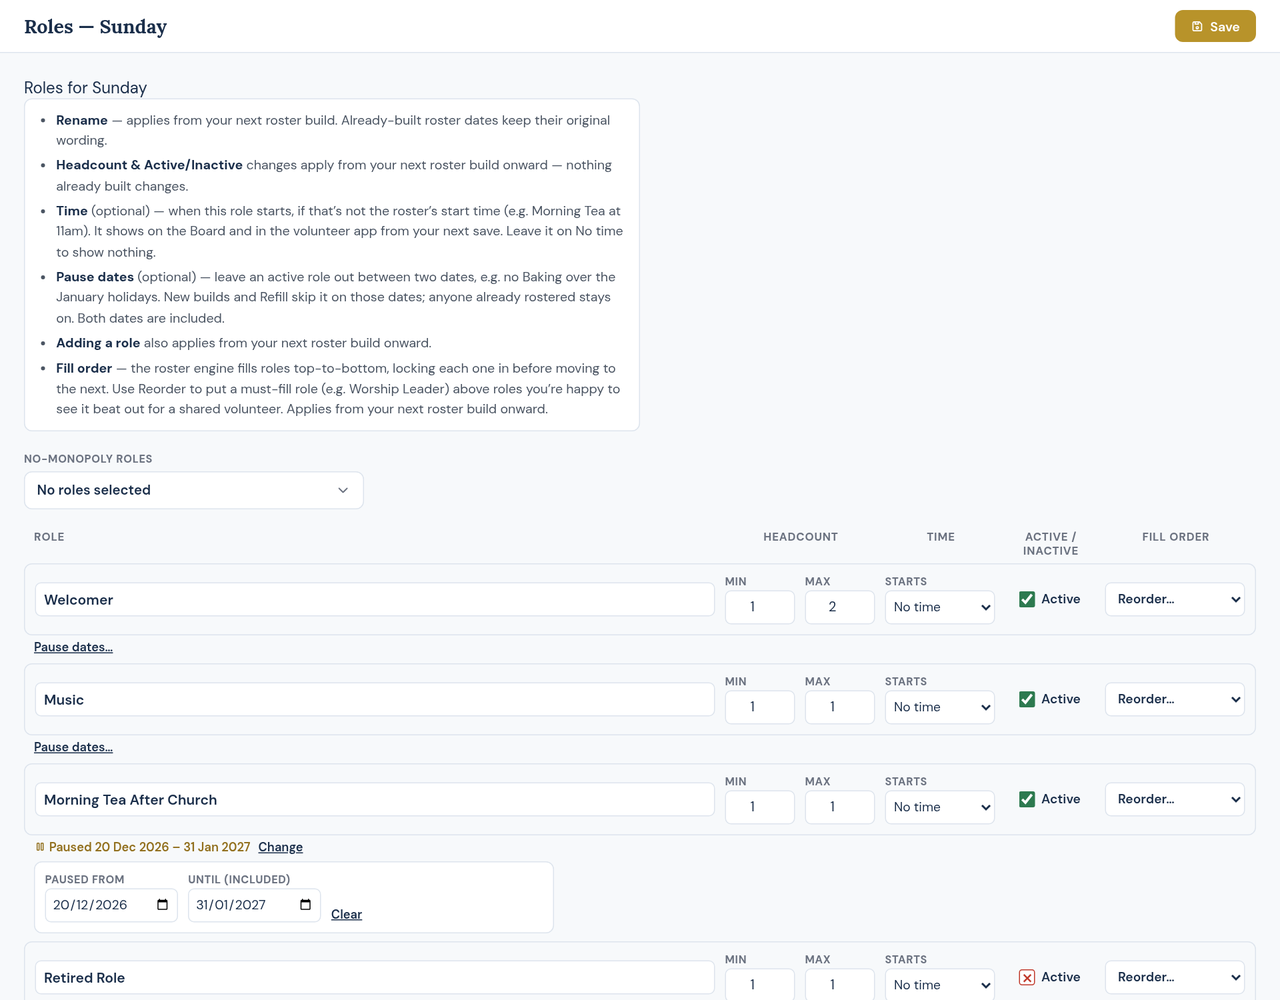 Roles — Sunday
Save
Roles for Sunday
• Rename — applies from your next roster build. Already-built roster dates keep their original
wording.
• Headcount & Active/Inactive changes apply from your next roster build onward — nothing
already built changes.
• Time (optional) — when this role starts, if that’s not the roster’s start time (e.g. Morning Tea at
11am). It shows on the Board and in the volunteer app from your next save. Leave it on No time
to show nothing.
• Pause dates (optional) — leave an active role out between two dates, e.g. no Baking over the
January holidays. New builds and Refill skip it on those dates; anyone already rostered stays
on. Both dates are included.
• Adding a role also applies from your next roster build onward.
• Fill order — the roster engine fills roles top-to-bottom, locking each one in before moving to
the next. Use Reorder to put a must-fill role (e.g. Worship Leader) above roles you’re happy to
see it beat out for a shared volunteer. Applies from your next roster build onward.
NO-MONOPOLY ROLES
No roles selected
ROLE HEADCOUNT TIME ACTIVE / INACTIVE FILL ORDER
MIN MAX STARTS
Welcomer 1 2 No time Active Reorder...
Pause dates...
MIN MAX STARTS
Music 1 1 No time Active Reorder...
Pause dates...
MIN MAX STARTS
Morning Tea After Church 1 1 No time Active Reorder...
Paused 20 Dec 2026 – 31 Jan 2027 Change
PAUSED FROM UNTIL (INCLUDED)
20/12/2026 31/01/2027 Clear
MIN MAX STARTS
Retired Role 1 1 No time Active Reorder...